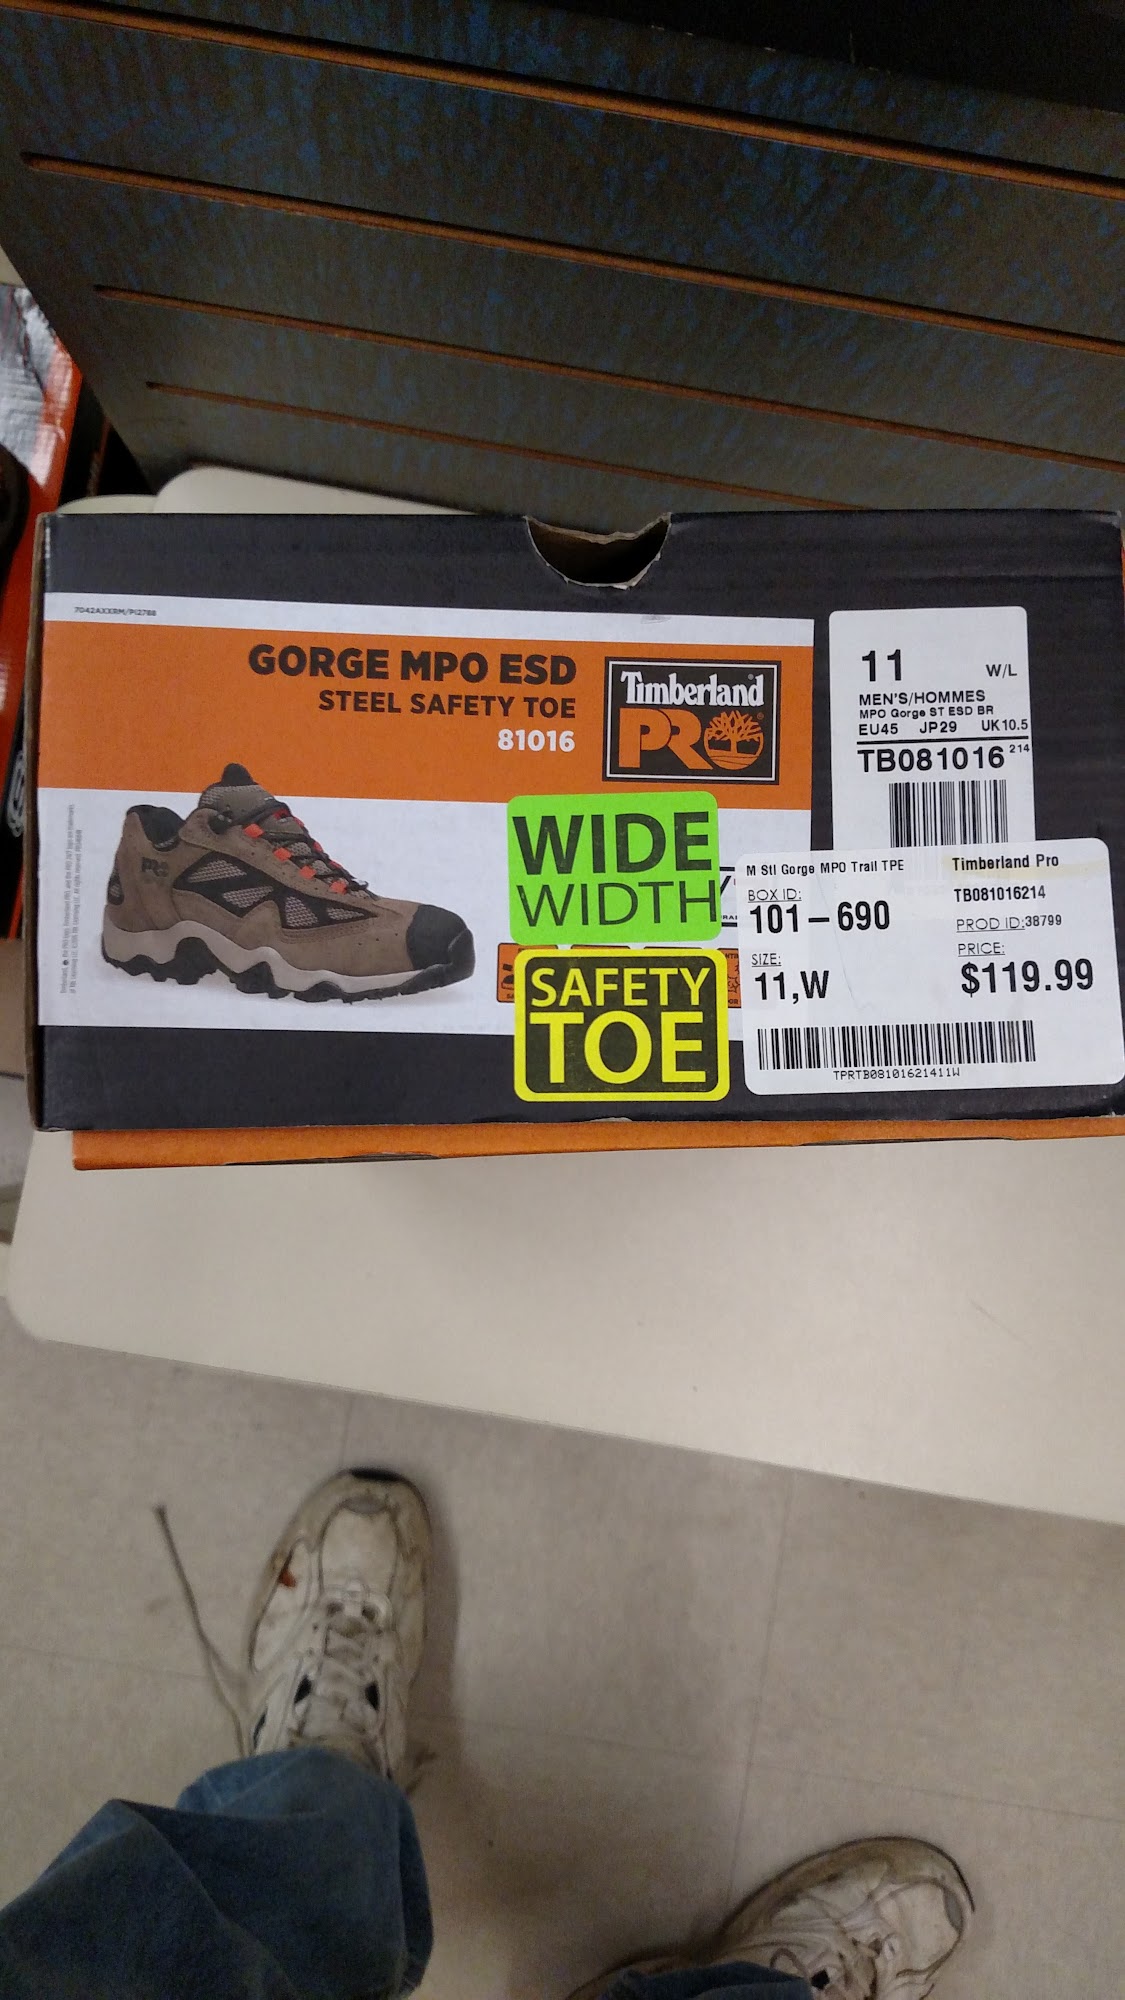 7042AXXRM/PI2788
GORGE MPO ESD
STEEL SAFETY TOE
81016
Timberland
PRO
11 W/L
MEN'S/HOMMES
MPO Gorge ST ESD BR
EU45 JP29 UK10.5
TB081016 214
WIDE
WIDTH
SAFETY
TOE
M Stl Gorge MPO Trail TPE Timberland Pro
BOX ID: TB081016214
101-690 PROD ID:38799
SIZE: PRICE:
11,W $119.99
TPRTB08101621411W